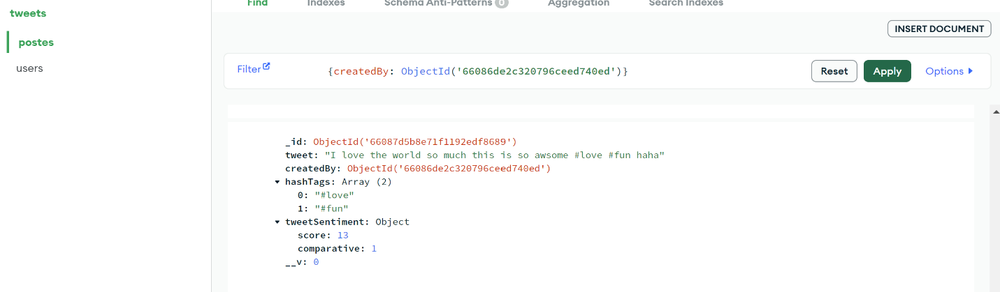 tweets
postes
users
Find Indexes Schema Anti-Patterns 0 Aggregation Search Indexes
INSERT DOCUMENT
Filter {createdBy: ObjectId('66086de2c320796ceed740ed')} Reset Apply Options
_id: ObjectId('66087d5b8e71f1192edf8689')
tweet: "I love the world so much this is so awsome #love #fun haha"
createdBy: ObjectId('66086de2c320796ceed740ed')
hashTags: Array (2)
0: "#love"
1: "#fun"
tweetSentiment: Object
score: 13
comparative: 1
__v: 0